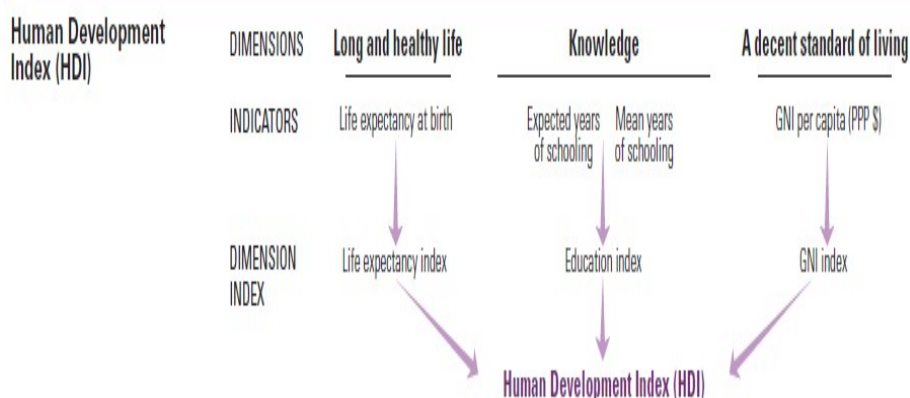 Human Development
Index (HDI)
DIMENSIONS
Long and healthy life
Knowledge
A decent standard of living
INDICATORS
Life expectancy at birth
Expected years
of schooling
Mean years
of schooling
GNI per capita (PPP $)
DIMENSION
INDEX
Life expectancy index
Education index
GNI index
Human Development Index (HDI)